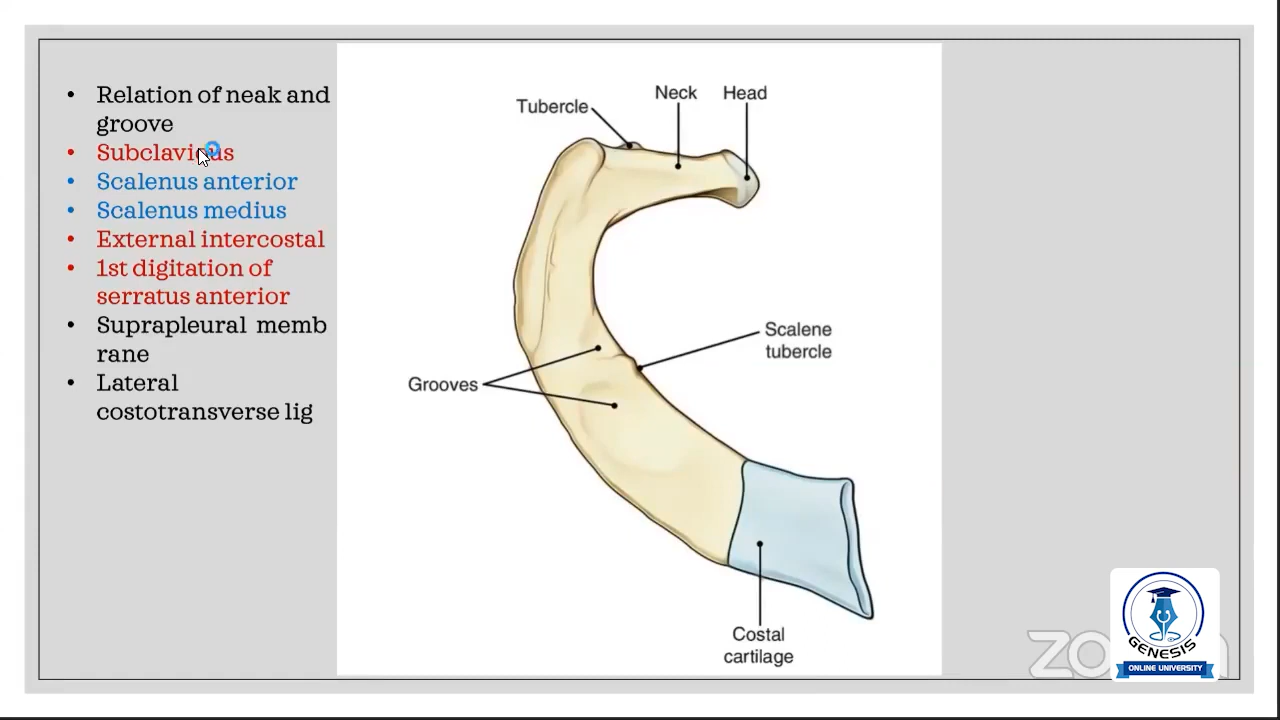 Relation of neak and
groove
Subclavicus
Scalenus anterior
Scalenus medius
External intercostal
1st digitation of
serratus anterior
Suprapleural memb
rane
Lateral
costotransverse lig
Tubercle
Neck
Head
Scalene
tubercle
Grooves
Costal
cartilage
GENESIS
ONLINE UNIVERSITY